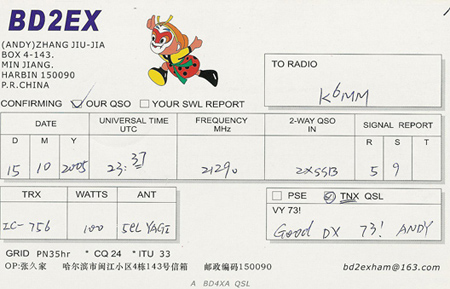 BD2EX
(ANDY)ZHANG JIU-JIA
BOX 4-143.
MIN JIANG.
HARBIN 150090
P.R.CHINA
TO RADIO
K6MM
CONFIRMING OUR QSO YOUR SWL REPORT
DATE UNIVERSAL TIME UTC FREQUENCY MHz 2-WAY QSO IN SIGNAL REPORT
D M Y R S T
15 10 2005 23:37 21290 2XSSB 5 9
TRX WATTS ANT
IC-756 100 5EL YAGI
PSE TNX QSL
VY 73!
Good DX 73! ANDY
GRID PN35hr * CQ 24 * ITU 33
OP:张久家 哈尔滨市闽江小区4栋143号信箱 邮政编码150090
bd2exham@163.com
A BD4XA QSL